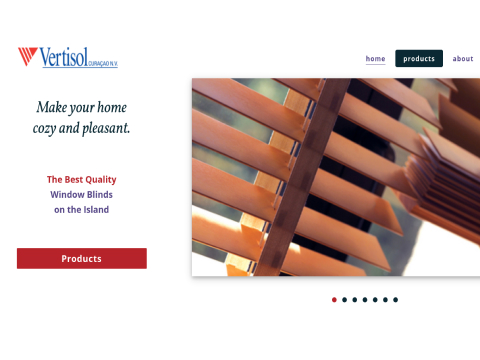 Vertisol CURAÇAO N.V.
home products about
Make your home
cozy and pleasant.
The Best Quality
Window Blinds
on the Island
Products